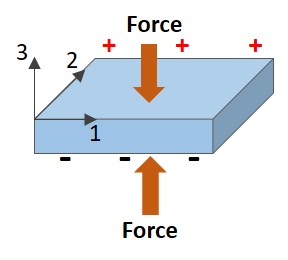 Force
+ + +
3
2
1
- - -
Force